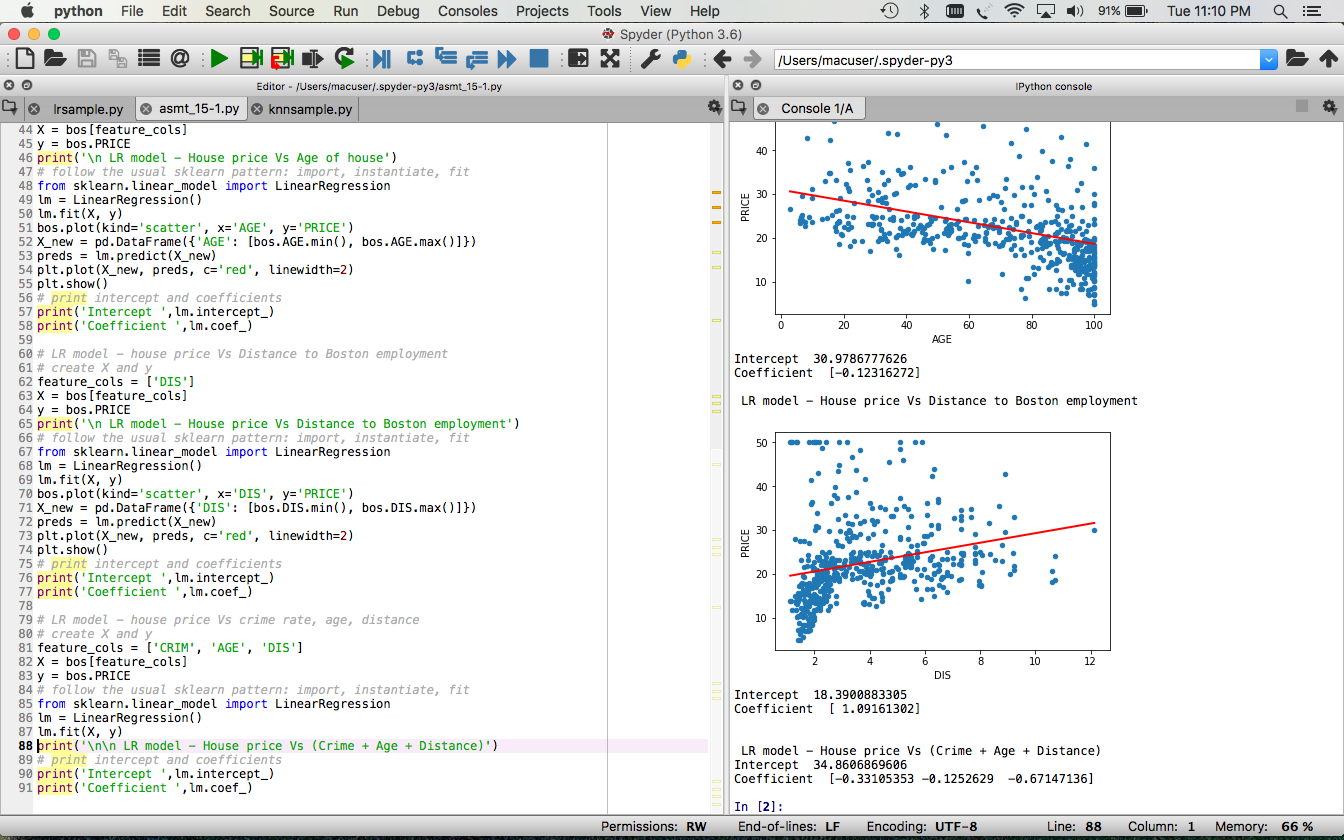 python File Edit Search Source Run Debug Consoles Projects Tools View Help 91% Tue 11:10 PM
Spyder (Python 3.6)
/Users/macuser/.spyder-py3
Editor - /Users/macuser/.spyder-py3/asmt_15-1.py
lrsample.py asmt_15-1.py knnsample.py
44 X = bos[feature_cols]
45 y = bos.PRICE
46 print('\n LR model – House price Vs Age of house')
47 # follow the usual sklearn pattern: import, instantiate, fit
48 from sklearn.linear_model import LinearRegression
49 lm = LinearRegression()
50 lm.fit(X, y)
51 bos.plot(kind='scatter', x='AGE', y='PRICE')
52 X_new = pd.DataFrame({'AGE': [bos.AGE.min(), bos.AGE.max()]})
53 preds = lm.predict(X_new)
54 plt.plot(X_new, preds, c='red', linewidth=2)
55 plt.show()
56 # print intercept and coefficients
57 print('Intercept ',lm.intercept_)
58 print('Coefficient ',lm.coef_)
59
60 # LR model – house price Vs Distance to Boston employment
61 # create X and y
62 feature_cols = ['DIS']
63 X = bos[feature_cols]
64 y = bos.PRICE
65 print('\n LR model – House price Vs Distance to Boston employment')
66 # follow the usual sklearn pattern: import, instantiate, fit
67 from sklearn.linear_model import LinearRegression
68 lm = LinearRegression()
69 lm.fit(X, y)
70 bos.plot(kind='scatter', x='DIS', y='PRICE')
71 X_new = pd.DataFrame({'DIS': [bos.DIS.min(), bos.DIS.max()]})
72 preds = lm.predict(X_new)
73 plt.plot(X_new, preds, c='red', linewidth=2)
74 plt.show()
75 # print intercept and coefficients
76 print('Intercept ',lm.intercept_)
77 print('Coefficient ',lm.coef_)
78
79 # LR model – house price Vs crime rate, age, distance
80 # create X and y
81 feature_cols = ['CRIM', 'AGE', 'DIS']
82 X = bos[feature_cols]
83 y = bos.PRICE
84 # follow the usual sklearn pattern: import, instantiate, fit
85 from sklearn.linear_model import LinearRegression
86 lm = LinearRegression()
87 lm.fit(X, y)
88 print('\n\n LR model – House price Vs (Crime + Age + Distance)')
89 # print intercept and coefficients
90 print('Intercept ',lm.intercept_)
91 print('Coefficient ',lm.coef_)
IPython console
Console 1/A
40
30
20
10
PRICE
0 20 40 60 80 100
AGE
Intercept 30.9786777626
Coefficient [-0.12316272]
LR model – House price Vs Distance to Boston employment
50
40
30
20
10
PRICE
2 4 6 8 10 12
DIS
Intercept 18.3900883305
Coefficient [ 1.09161302]
LR model – House price Vs (Crime + Age + Distance)
Intercept 34.8606869606
Coefficient [-0.33105353 -0.1252629 -0.67147136]
In [2]:
Permissions: RW End-of-lines: LF Encoding: UTF-8 Line: 88 Column: 1 Memory: 66 %